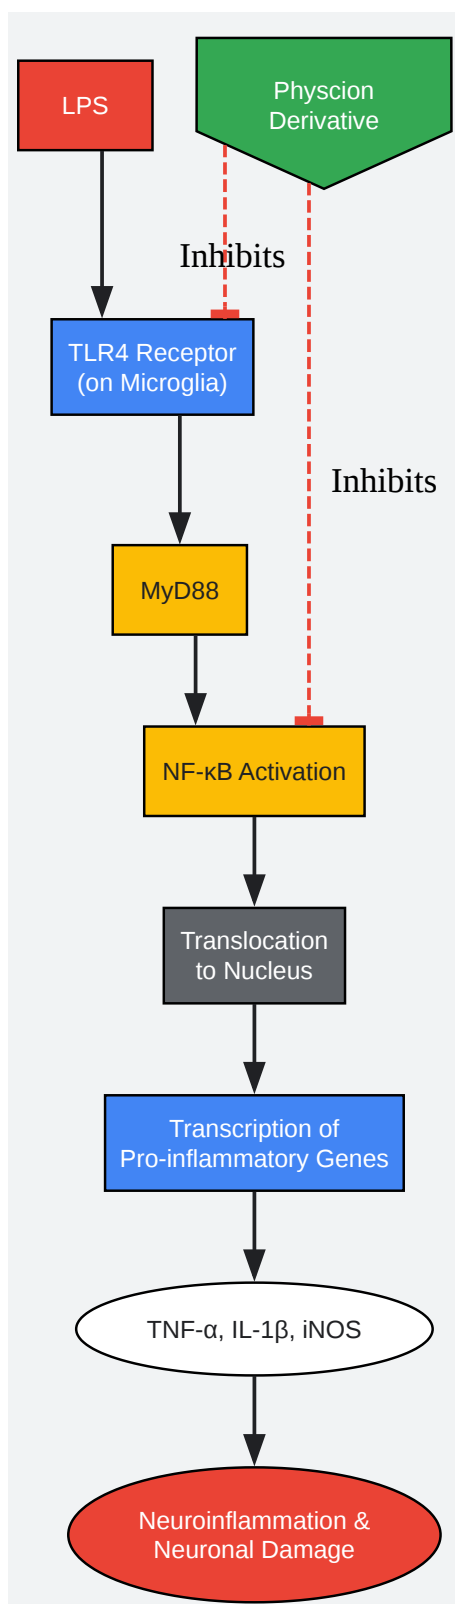 LPS
Physcion
Derivative
Inhibits
TLR4 Receptor
(on Microglia)
Inhibits
MyD88
NF-κB Activation
Translocation
to Nucleus
Transcription of
Pro-inflammatory Genes
TNF-α, IL-1β, iNOS
Neuroinflammation &
Neuronal Damage